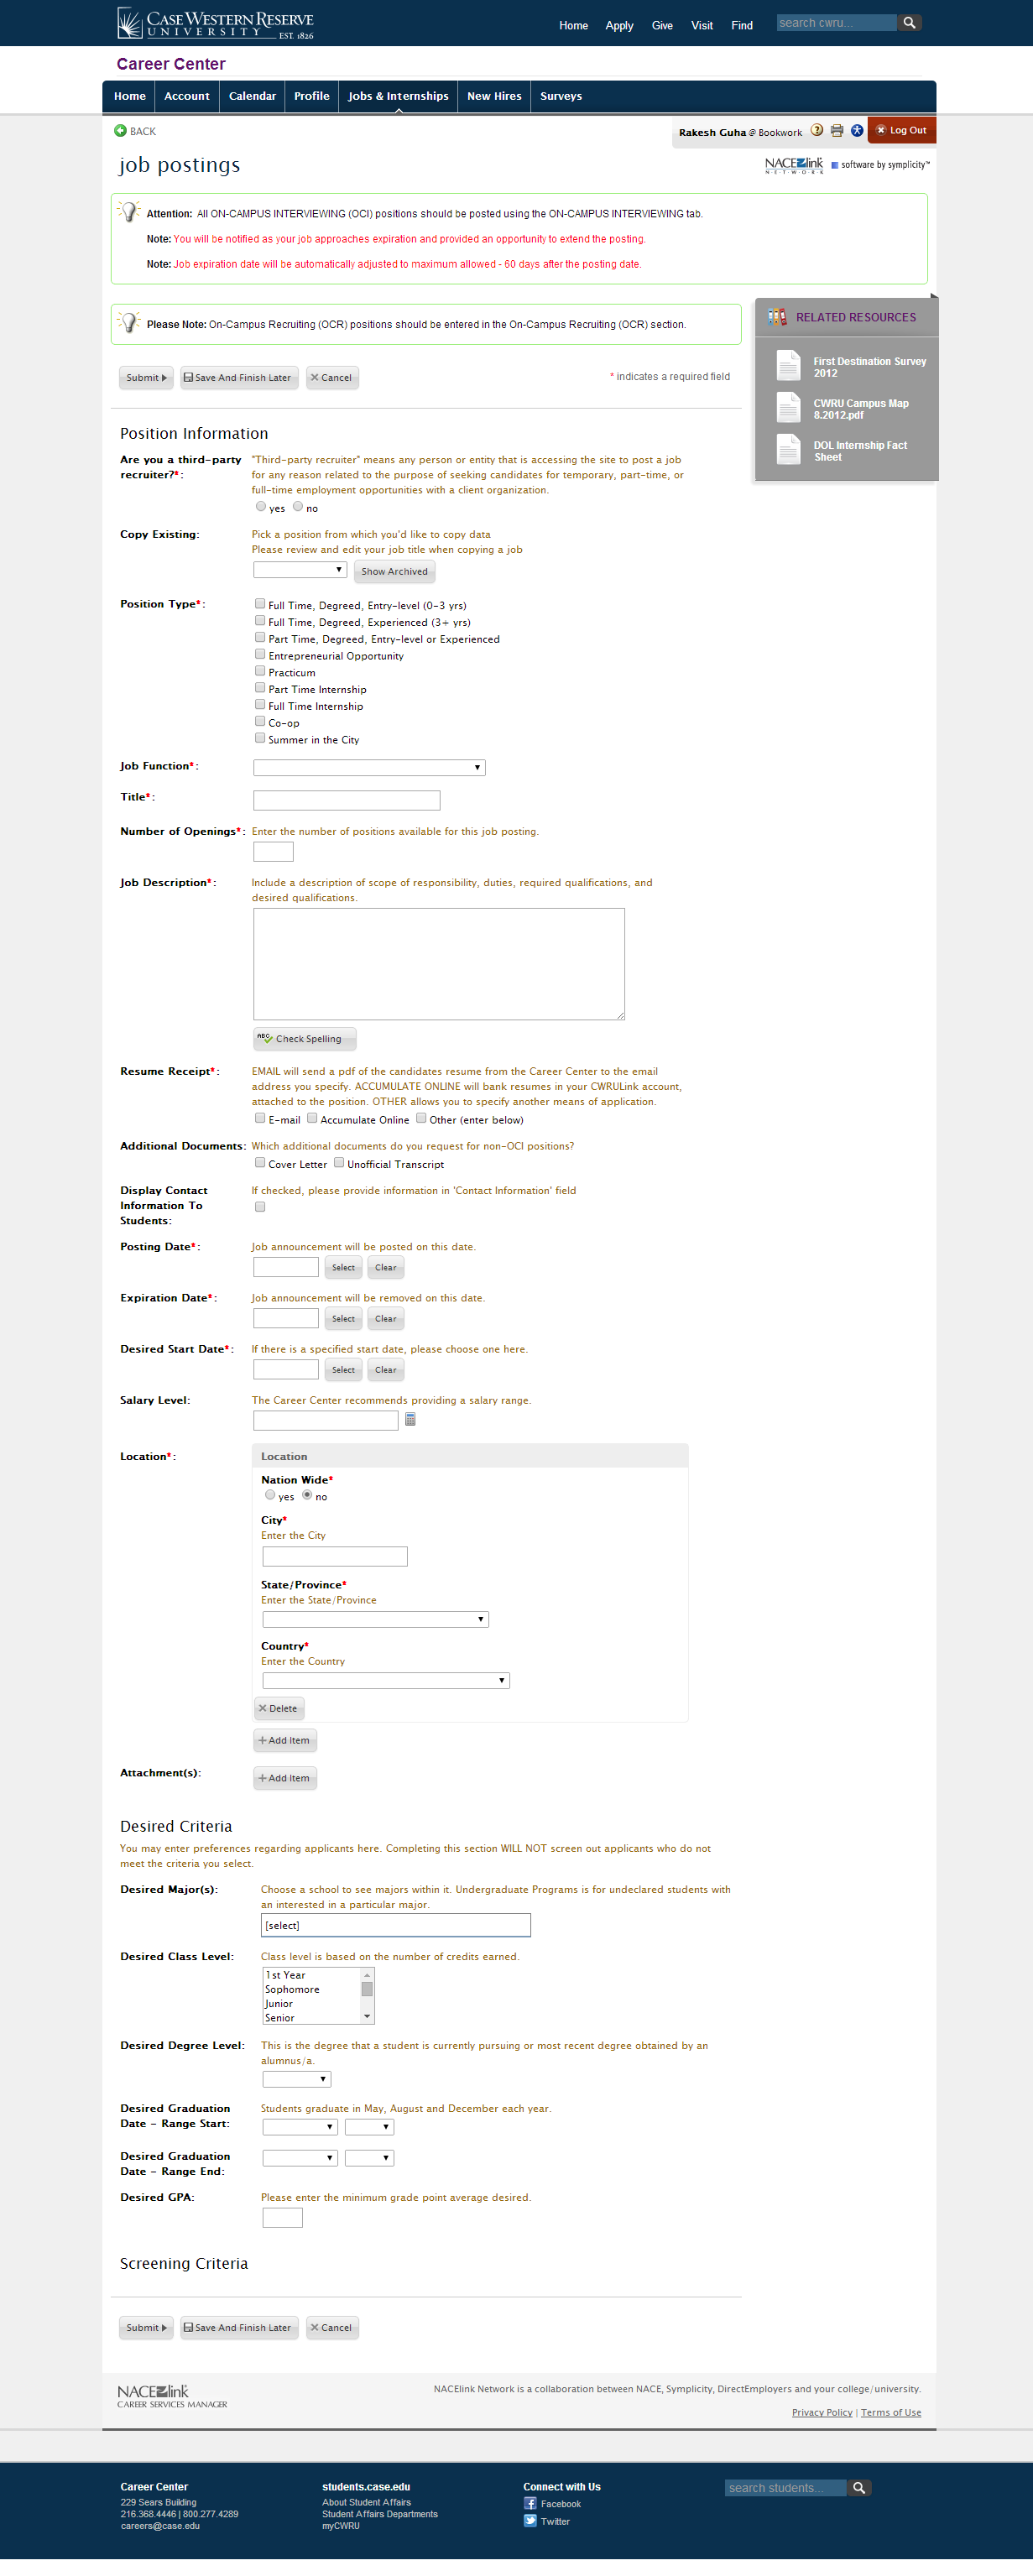 CASE WESTERN RESERVE
UNIVERSITY EST. 1826
Home Apply Give Visit Find search cwru...
Career Center
Home Account Calendar Profile Jobs & Internships New Hires Surveys
BACK
Rakesh Guha @ Bookwork Log Out
job postings
NACElink NETWORK software by symplicity™
Attention: All ON-CAMPUS INTERVIEWING (OCI) positions should be posted using the ON-CAMPUS INTERVIEWING tab.
Note: You will be notified as your job approaches expiration and provided an opportunity to extend the posting.
Note: Job expiration date will be automatically adjusted to maximum allowed - 60 days after the posting date.
Please Note: On-Campus Recruiting (OCR) positions should be entered in the On-Campus Recruiting (OCR) section.
RELATED RESOURCES
First Destination Survey
2012
CWRU Campus Map
8.2012.pdf
DOL Internship Fact
Sheet
Submit Save And Finish Later Cancel
* indicates a required field
Position Information
Are you a third-party
recruiter?*:
"Third-party recruiter" means any person or entity that is accessing the site to post a job
for any reason related to the purpose of seeking candidates for temporary, part-time, or
full-time employment opportunities with a client organization.
yes no
Copy Existing:
Pick a position from which you'd like to copy data
Please review and edit your job title when copying a job
Show Archived
Position Type*:
Full Time, Degreed, Entry-level (0-3 yrs)
Full Time, Degreed, Experienced (3+ yrs)
Part Time, Degreed, Entry-level or Experienced
Entrepreneurial Opportunity
Practicum
Part Time Internship
Full Time Internship
Co-op
Summer in the City
Job Function*:
Title*:
Number of Openings*: Enter the number of positions available for this job posting.
Job Description*:
Include a description of scope of responsibility, duties, required qualifications, and
desired qualifications.
ABC Check Spelling
Resume Receipt*:
EMAIL will send a pdf of the candidates resume from the Career Center to the email
address you specify. ACCUMULATE ONLINE will bank resumes in your CWRULink account,
attached to the position. OTHER allows you to specify another means of application.
E-mail Accumulate Online Other (enter below)
Additional Documents: Which additional documents do you request for non-OCI positions?
Cover Letter Unofficial Transcript
Display Contact
Information To
Students:
If checked, please provide information in 'Contact Information' field
Posting Date*: Job announcement will be posted on this date.
Select Clear
Expiration Date*: Job announcement will be removed on this date.
Select Clear
Desired Start Date*: If there is a specified start date, please choose one here.
Select Clear
Salary Level: The Career Center recommends providing a salary range.
Location*: Location
Nation Wide*
yes no
City*
Enter the City
State/Province*
Enter the State/Province
Country*
Enter the Country
Delete
Add Item
Attachment(s): Add Item
Desired Criteria
You may enter preferences regarding applicants here. Completing this section WILL NOT screen out applicants who do not
meet the criteria you select.
Desired Major(s):
Choose a school to see majors within it. Undergraduate Programs is for undeclared students with
an interested in a particular major.
[select]
Desired Class Level: Class level is based on the number of credits earned.
1st Year
Sophomore
Junior
Senior
Desired Degree Level:
This is the degree that a student is currently pursuing or most recent degree obtained by an
alumnus/a.
Desired Graduation
Date - Range Start:
Students graduate in May, August and December each year.
Desired Graduation
Date - Range End:
Desired GPA: Please enter the minimum grade point average desired.
Screening Criteria
Submit Save And Finish Later Cancel
NACElink
CAREER SERVICES MANAGER
NACElink Network is a collaboration between NACE, Symplicity, DirectEmployers and your college/university.
Privacy Policy | Terms of Use
Career Center
229 Sears Building
216.368.4446 | 800.277.4289
careers@case.edu
students.case.edu
About Student Affairs
Student Affairs Departments
myCWRU
Connect with Us
Facebook
Twitter
search students...